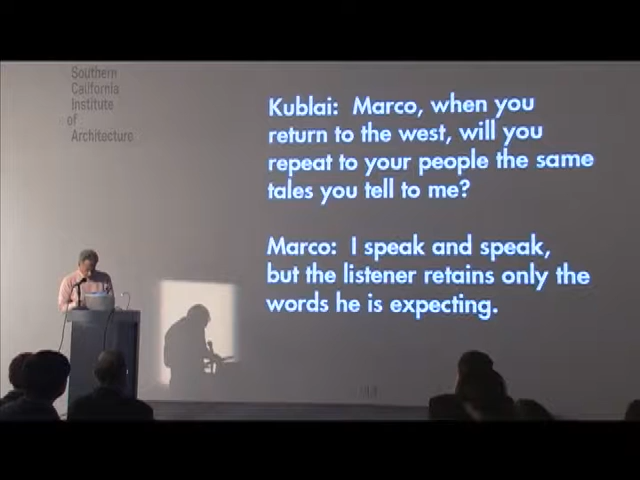 Southern
California
Institute
of
Architecture
Kublai: Marco, when you
return to the west, will you
repeat to your people the same
tales you tell to me?
Marco: I speak and speak,
but the listener retains only the
words he is expecting.